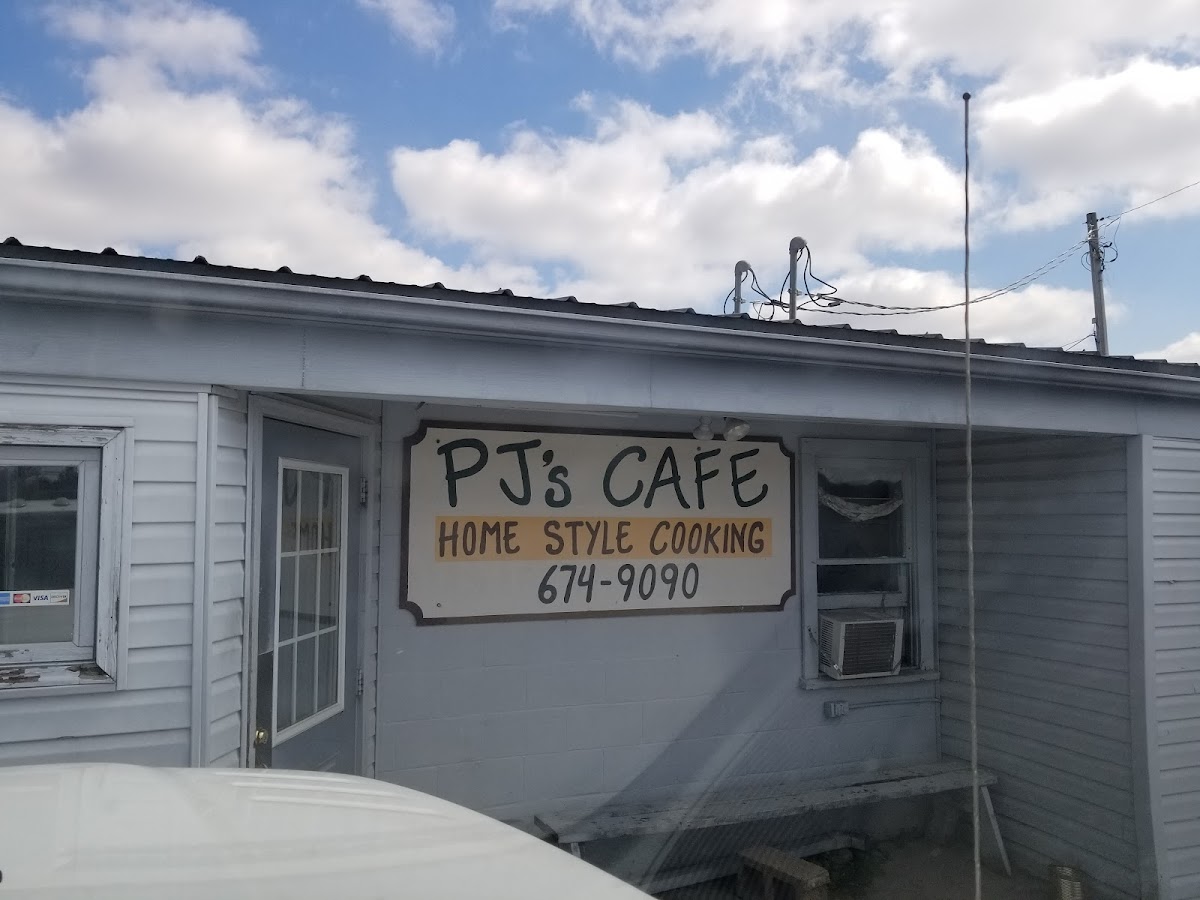 PJ's CAFE
HOME STYLE COOKING
674-9090
VISA